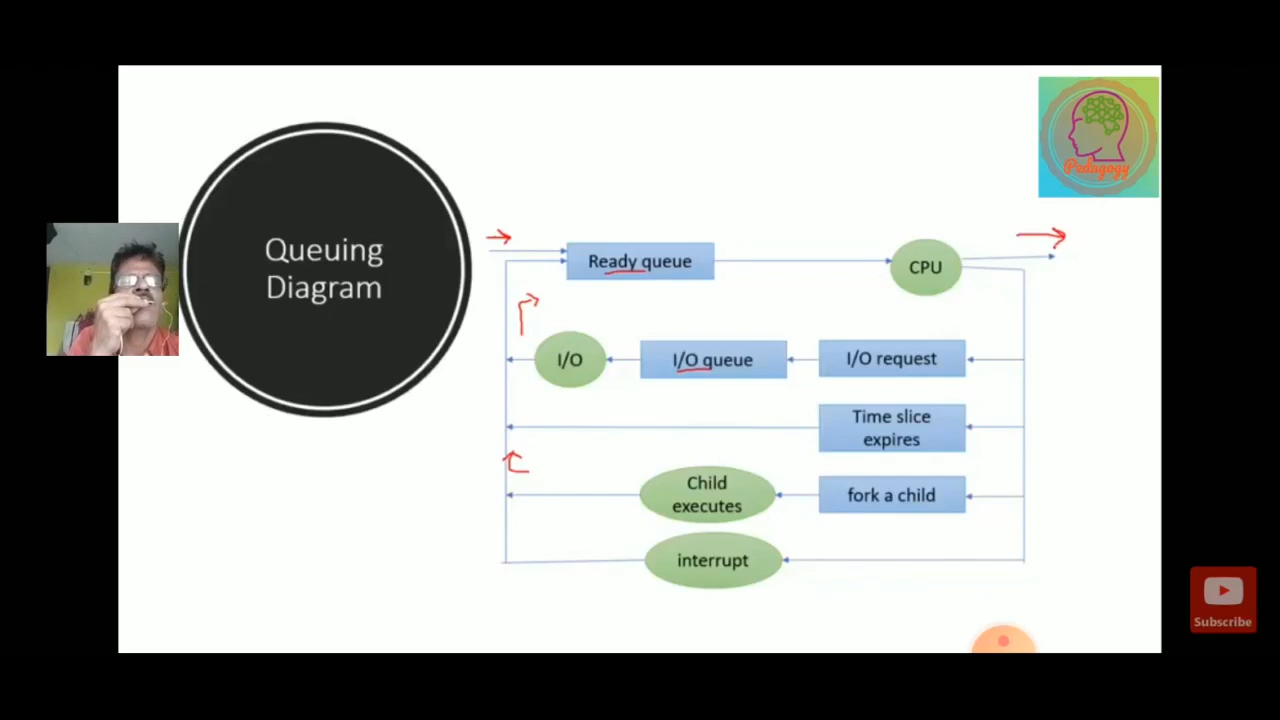 Pedagogy
Queuing
Diagram
Ready queue
CPU
I/O
I/O queue
I/O request
Time slice
expires
Child
executes
fork a child
interrupt
Subscribe